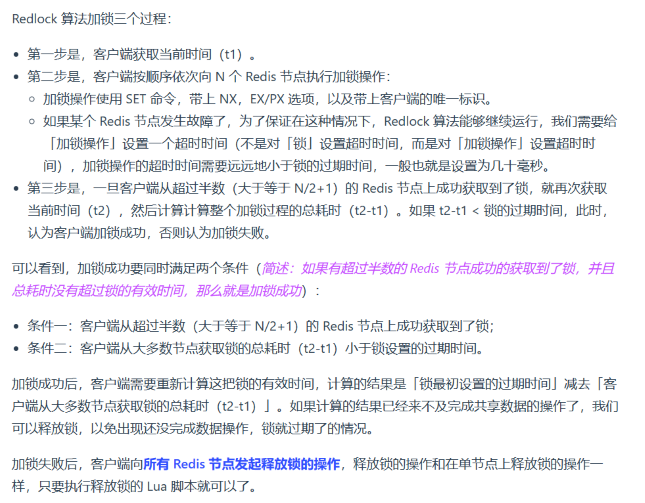 Redlock 算法加锁三个过程：
第一步是，客户端获取当前时间（t1）。
第二步是，客户端按顺序依次向 N 个 Redis 节点执行加锁操作：
加锁操作使用 SET 命令，带上 NX，EX/PX 选项，以及带上客户端的唯一标识。
如果某个 Redis 节点发生故障了，为了保证在这种情况下，Redlock 算法能够继续运行，我们需要给
「加锁操作」设置一个超时时间（不是对「锁」设置超时时间，而是对「加锁操作」设置超时时
间），加锁操作的超时时间需要远远地小于锁的过期时间，一般也就是设置为几十毫秒。
第三步是，一旦客户端从超过半数（大于等于 N/2+1）的 Redis 节点上成功获取到了锁，就再次获取
当前时间（t2），然后计算计算整个加锁过程的总耗时（t2-t1）。如果 t2-t1 < 锁的过期时间，此时，
认为客户端加锁成功，否则认为加锁失败。
可以看到，加锁成功要同时满足两个条件（简述：如果有超过半数的 Redis 节点成功的获取到了锁，并且
总耗时没有超过锁的有效时间，那么就是加锁成功）：
条件一：客户端从超过半数（大于等于 N/2+1）的 Redis 节点上成功获取到了锁；
条件二：客户端从大多数节点获取锁的总耗时（t2-t1）小于锁设置的过期时间。
加锁成功后，客户端需要重新计算这把锁的有效时间，计算的结果是「锁最初设置的过期时间」减去「客
户端从大多数节点获取锁的总耗时（t2-t1）」。如果计算的结果已经来不及完成共享数据的操作了，我们
可以释放锁，以免出现还没完成数据操作，锁就过期了的情况。
加锁失败后，客户端向所有 Redis 节点发起释放锁的操作，释放锁的操作和在单节点上释放锁的操作一
样，只要执行释放锁的 Lua 脚本就可以了。